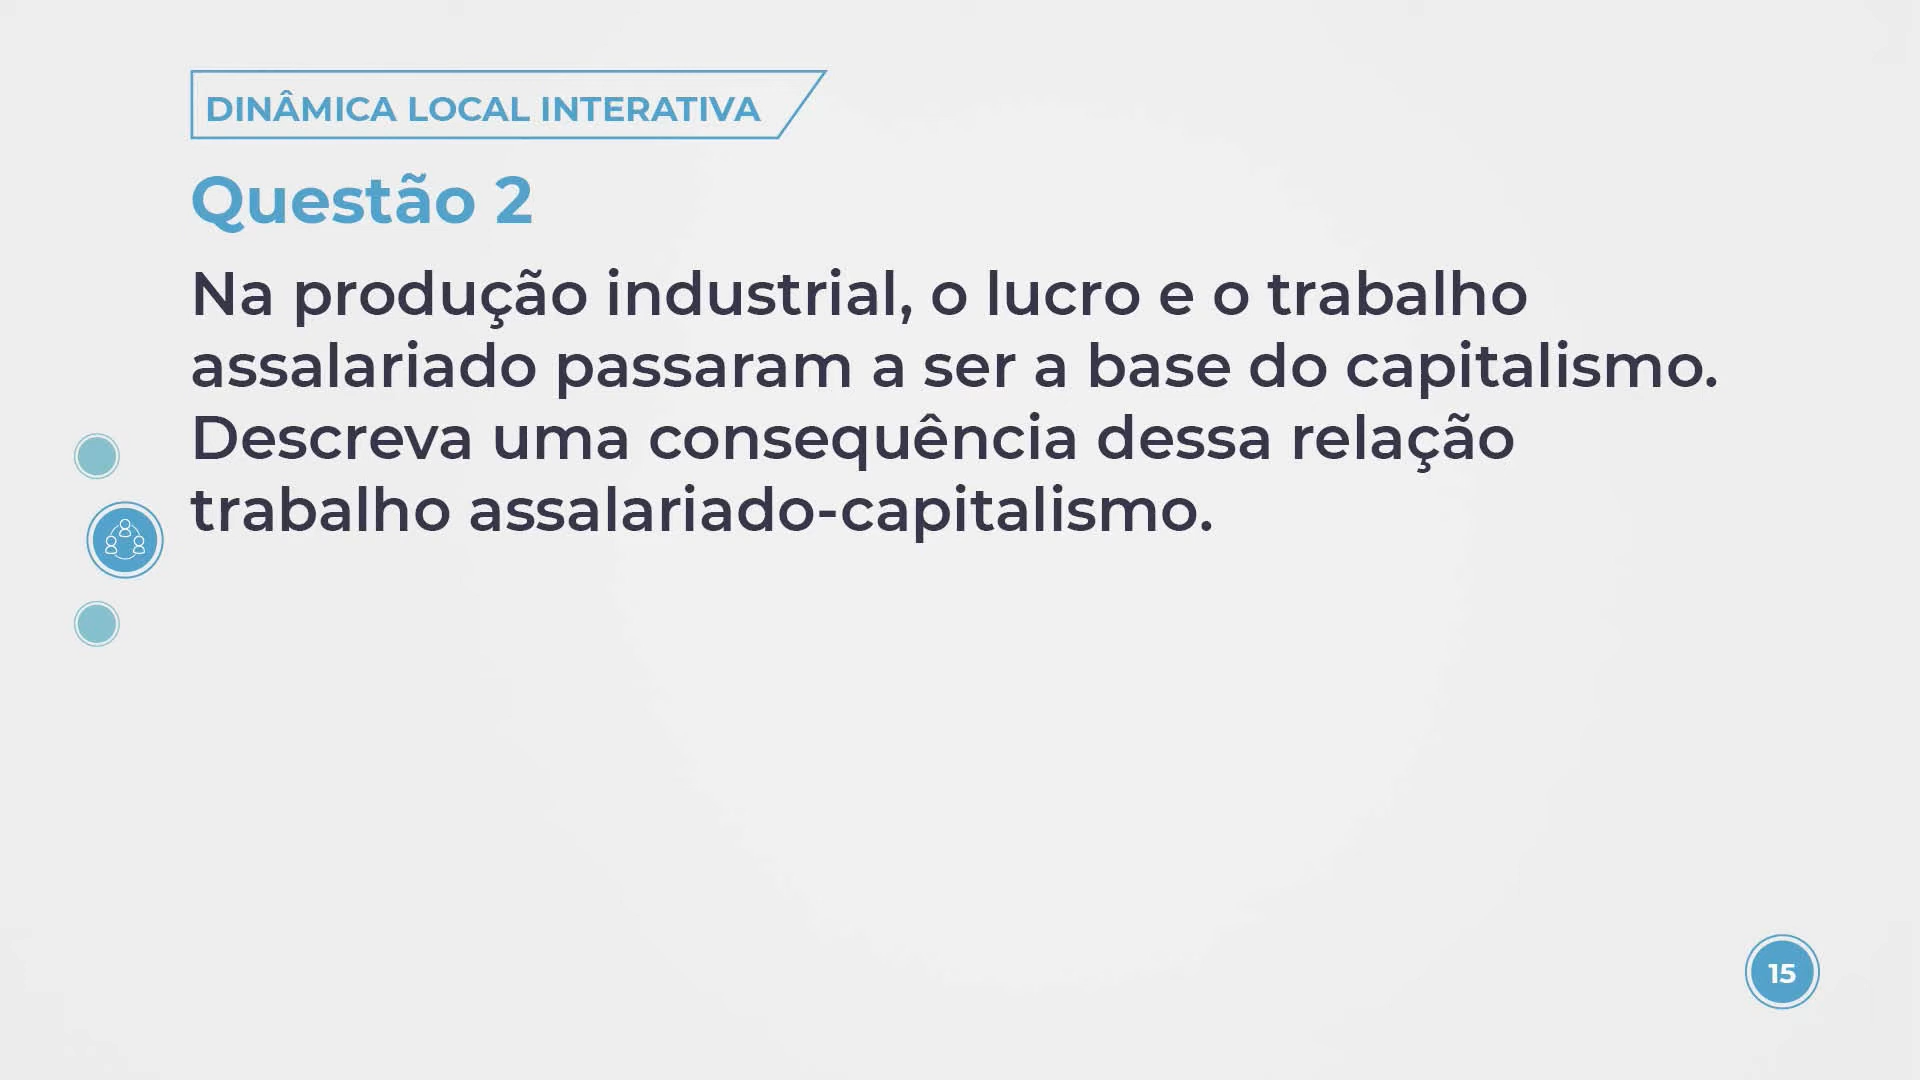 DINÂMICA LOCAL INTERATIVA
Questão 2
Na produção industrial, o lucro e o trabalho
assalariado passaram a ser a base do capitalismo.
Descreva uma consequência dessa relação
trabalho assalariado-capitalismo.
15